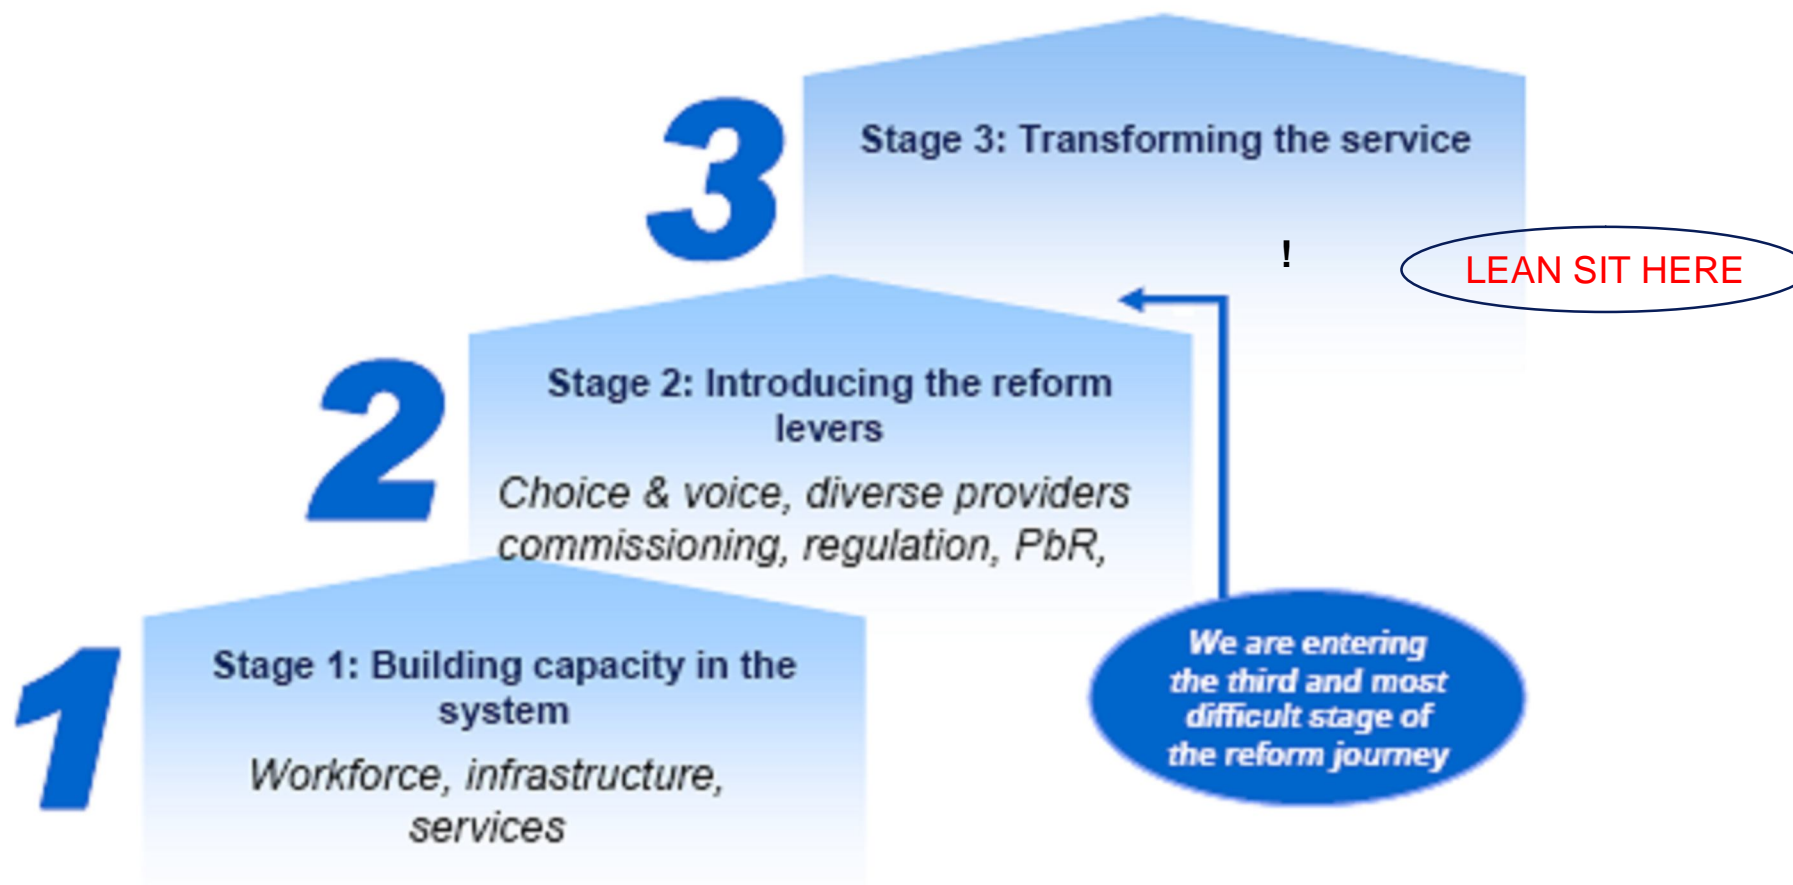 3
Stage 3: Transforming the service
!
LEAN SIT HERE
2
Stage 2: Introducing the reform
levers
Choice & voice, diverse providers
commissioning, regulation, PbR,
1
Stage 1: Building capacity in the
system
Workforce, infrastructure,
services
We are entering
the third and most
difficult stage of
the reform journey